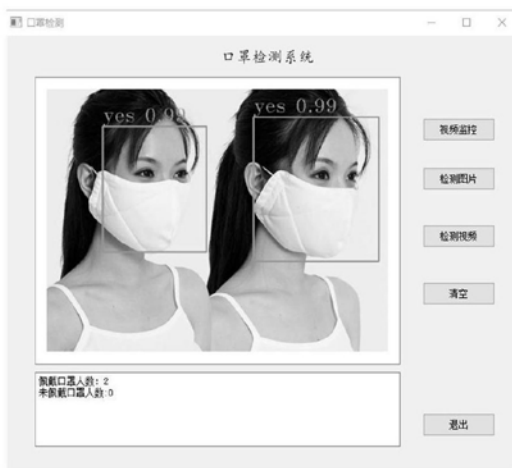 口罩检测
口罩检测系统
yes 0.99
yes 0.99
视频监控
检测图片
检测视频
清空
佩戴口罩人数: 2
未佩戴口罩人数:0
退出